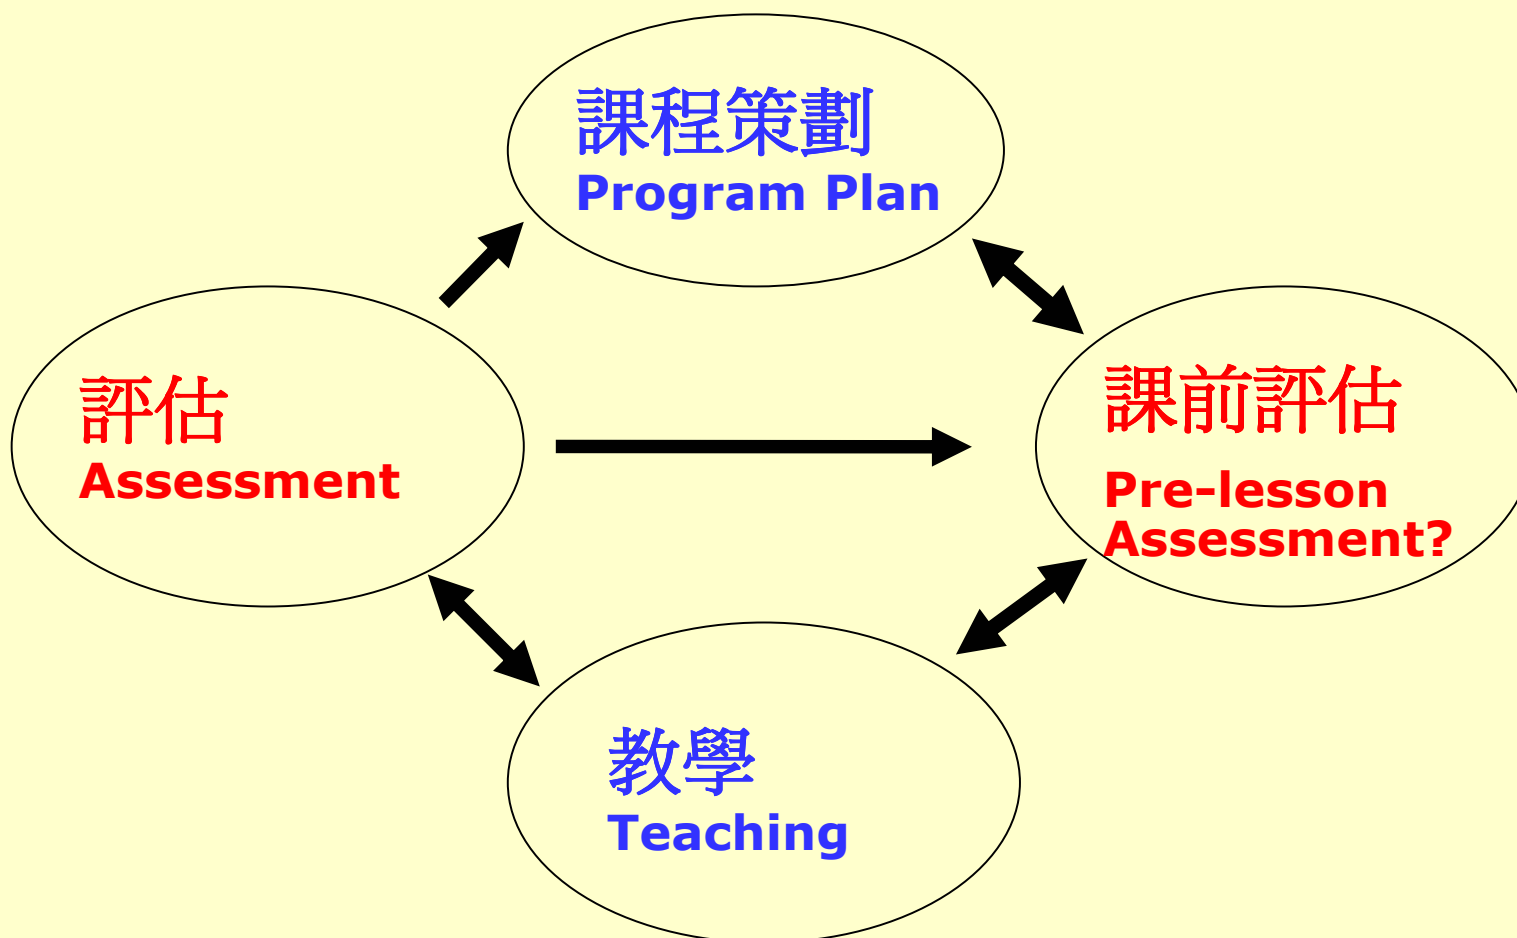 課程策劃
Program Plan
評估
Assessment
課前評估
Pre-lesson
Assessment?
教學
Teaching